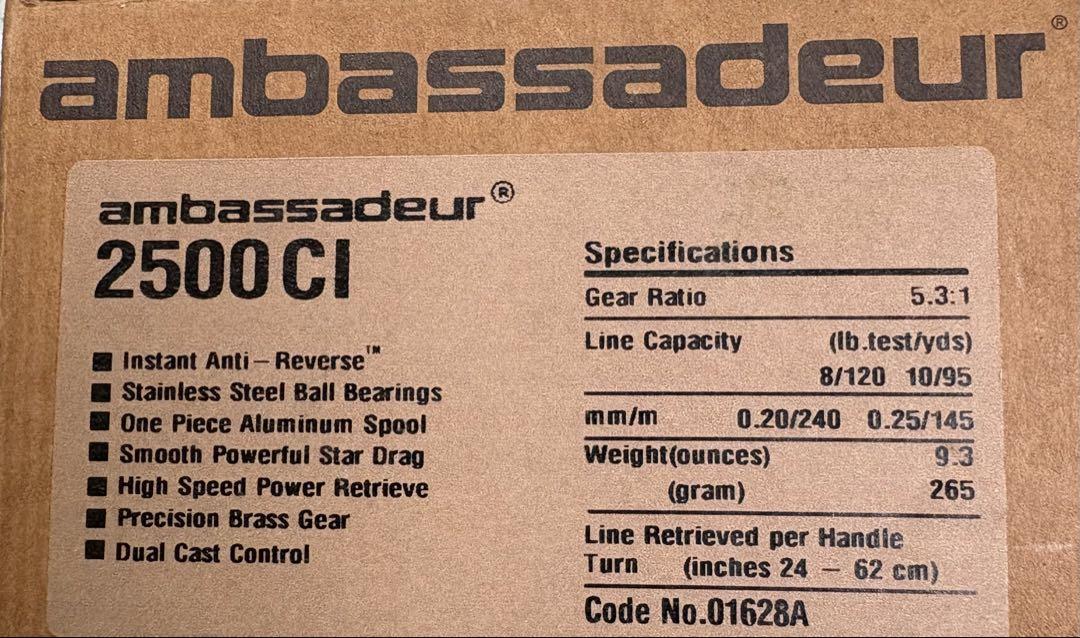 ambassadeur®
ambassadeur®
2500CI
■ Instant Anti-Reverse™
■ Stainless Steel Ball Bearings
■ One Piece Aluminum Spool
■ Smooth Powerful Star Drag
■ High Speed Power Retrieve
■ Precision Brass Gear
■ Dual Cast Control
Specifications
Gear Ratio 5.3:1
Line Capacity (lb.test/yds)
8/120 10/95
mm/m 0.20/240 0.25/145
Weight(ounces) 9.3
(gram) 265
Line Retrieved per Handle
Turn (inches 24 – 62 cm)
Code No.01628A